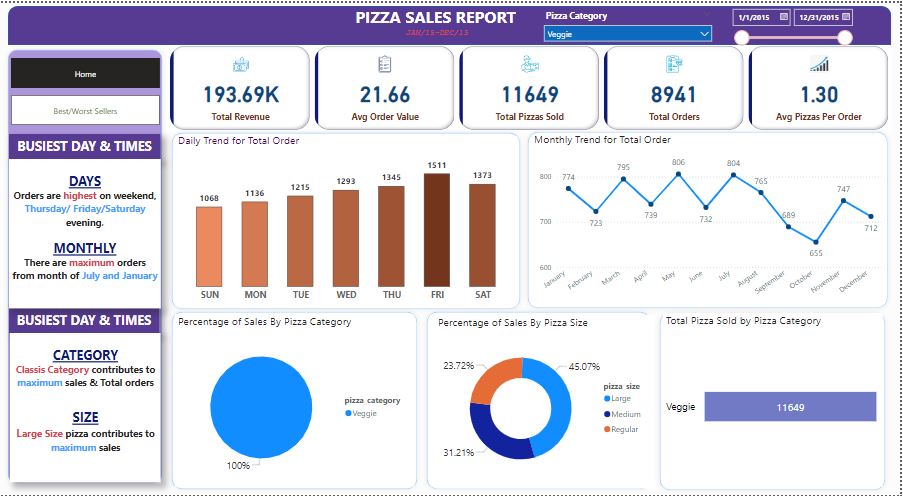 PIZZA SALES REPORT
JAN/15-DEC/15
Pizza Category
Veggie
1/1/2015
12/31/2015
Home
Best/Worst Sellers
193.69K
Total Revenue
21.66
Avg Order Value
11649
Total Pizzas Sold
8941
Total Orders
1.30
Avg Pizzas Per Order
BUSIEST DAY & TIMES
DAYS
Orders are highest on weekend,
Thursday/ Friday/Saturday
evening.
MONTHLY
There are maximum orders
from month of July and January
BUSIEST DAY & TIMES
CATEGORY
Classis Category contributes to
maximum sales & Total orders
SIZE
Large Size pizza contributes to
maximum sales
Daily Trend for Total Order
1068
1136
1215
1293
1345
1511
1373
SUN
MON
TUE
WED
THU
FRI
SAT
Monthly Trend for Total Order
800
700
600
774
723
795
739
806
732
804
765
689
655
747
712
January
February
March
April
May
June
July
August
September
October
November
December
Percentage of Sales By Pizza Category
100%
pizza category
Veggie
Percentage of Sales By Pizza Size
23.72%
45.07%
31.21%
pizza size
Large
Medium
Regular
Total Pizza Sold by Pizza Category
Veggie
11649